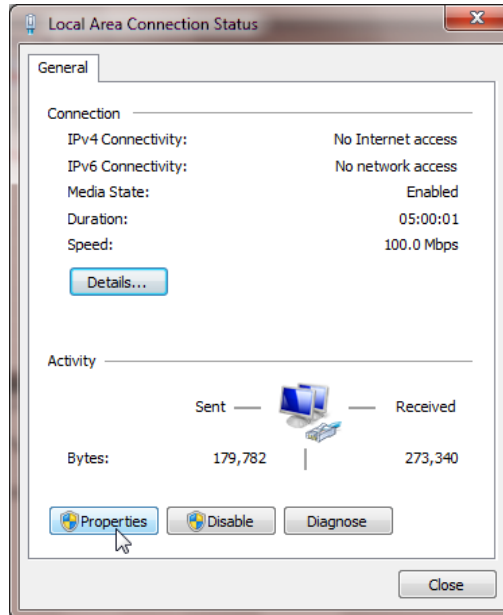 Local Area Connection Status
General
Connection
IPv4 Connectivity: No Internet access
IPv6 Connectivity: No network access
Media State: Enabled
Duration: 05:00:01
Speed: 100.0 Mbps
Details...
Activity
Sent Received
Bytes: 179,782 273,340
Properties Disable Diagnose
Close